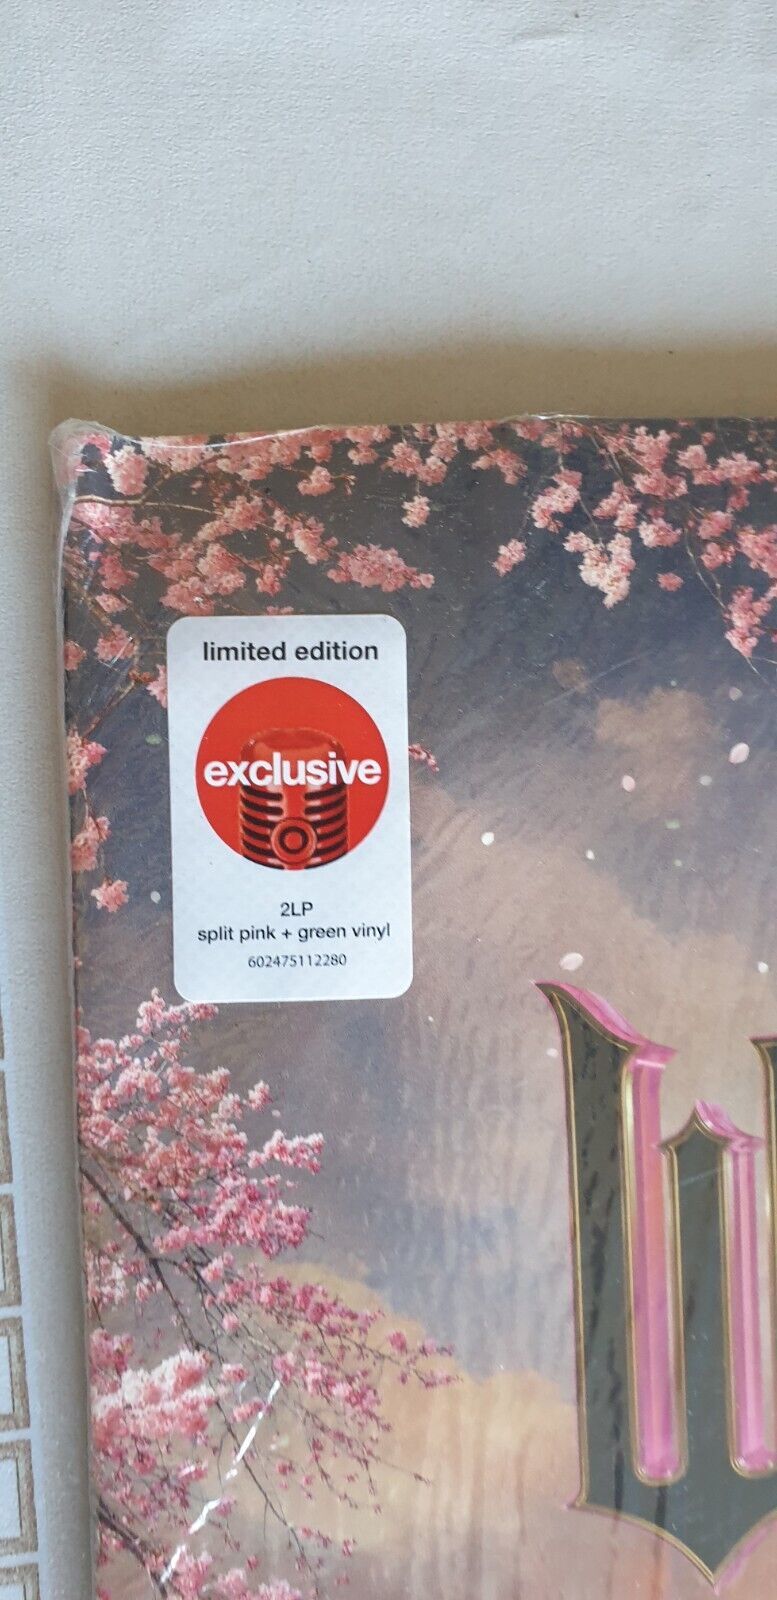 limited edition
exclusive
2LP
split pink + green vinyl
602475112280
W